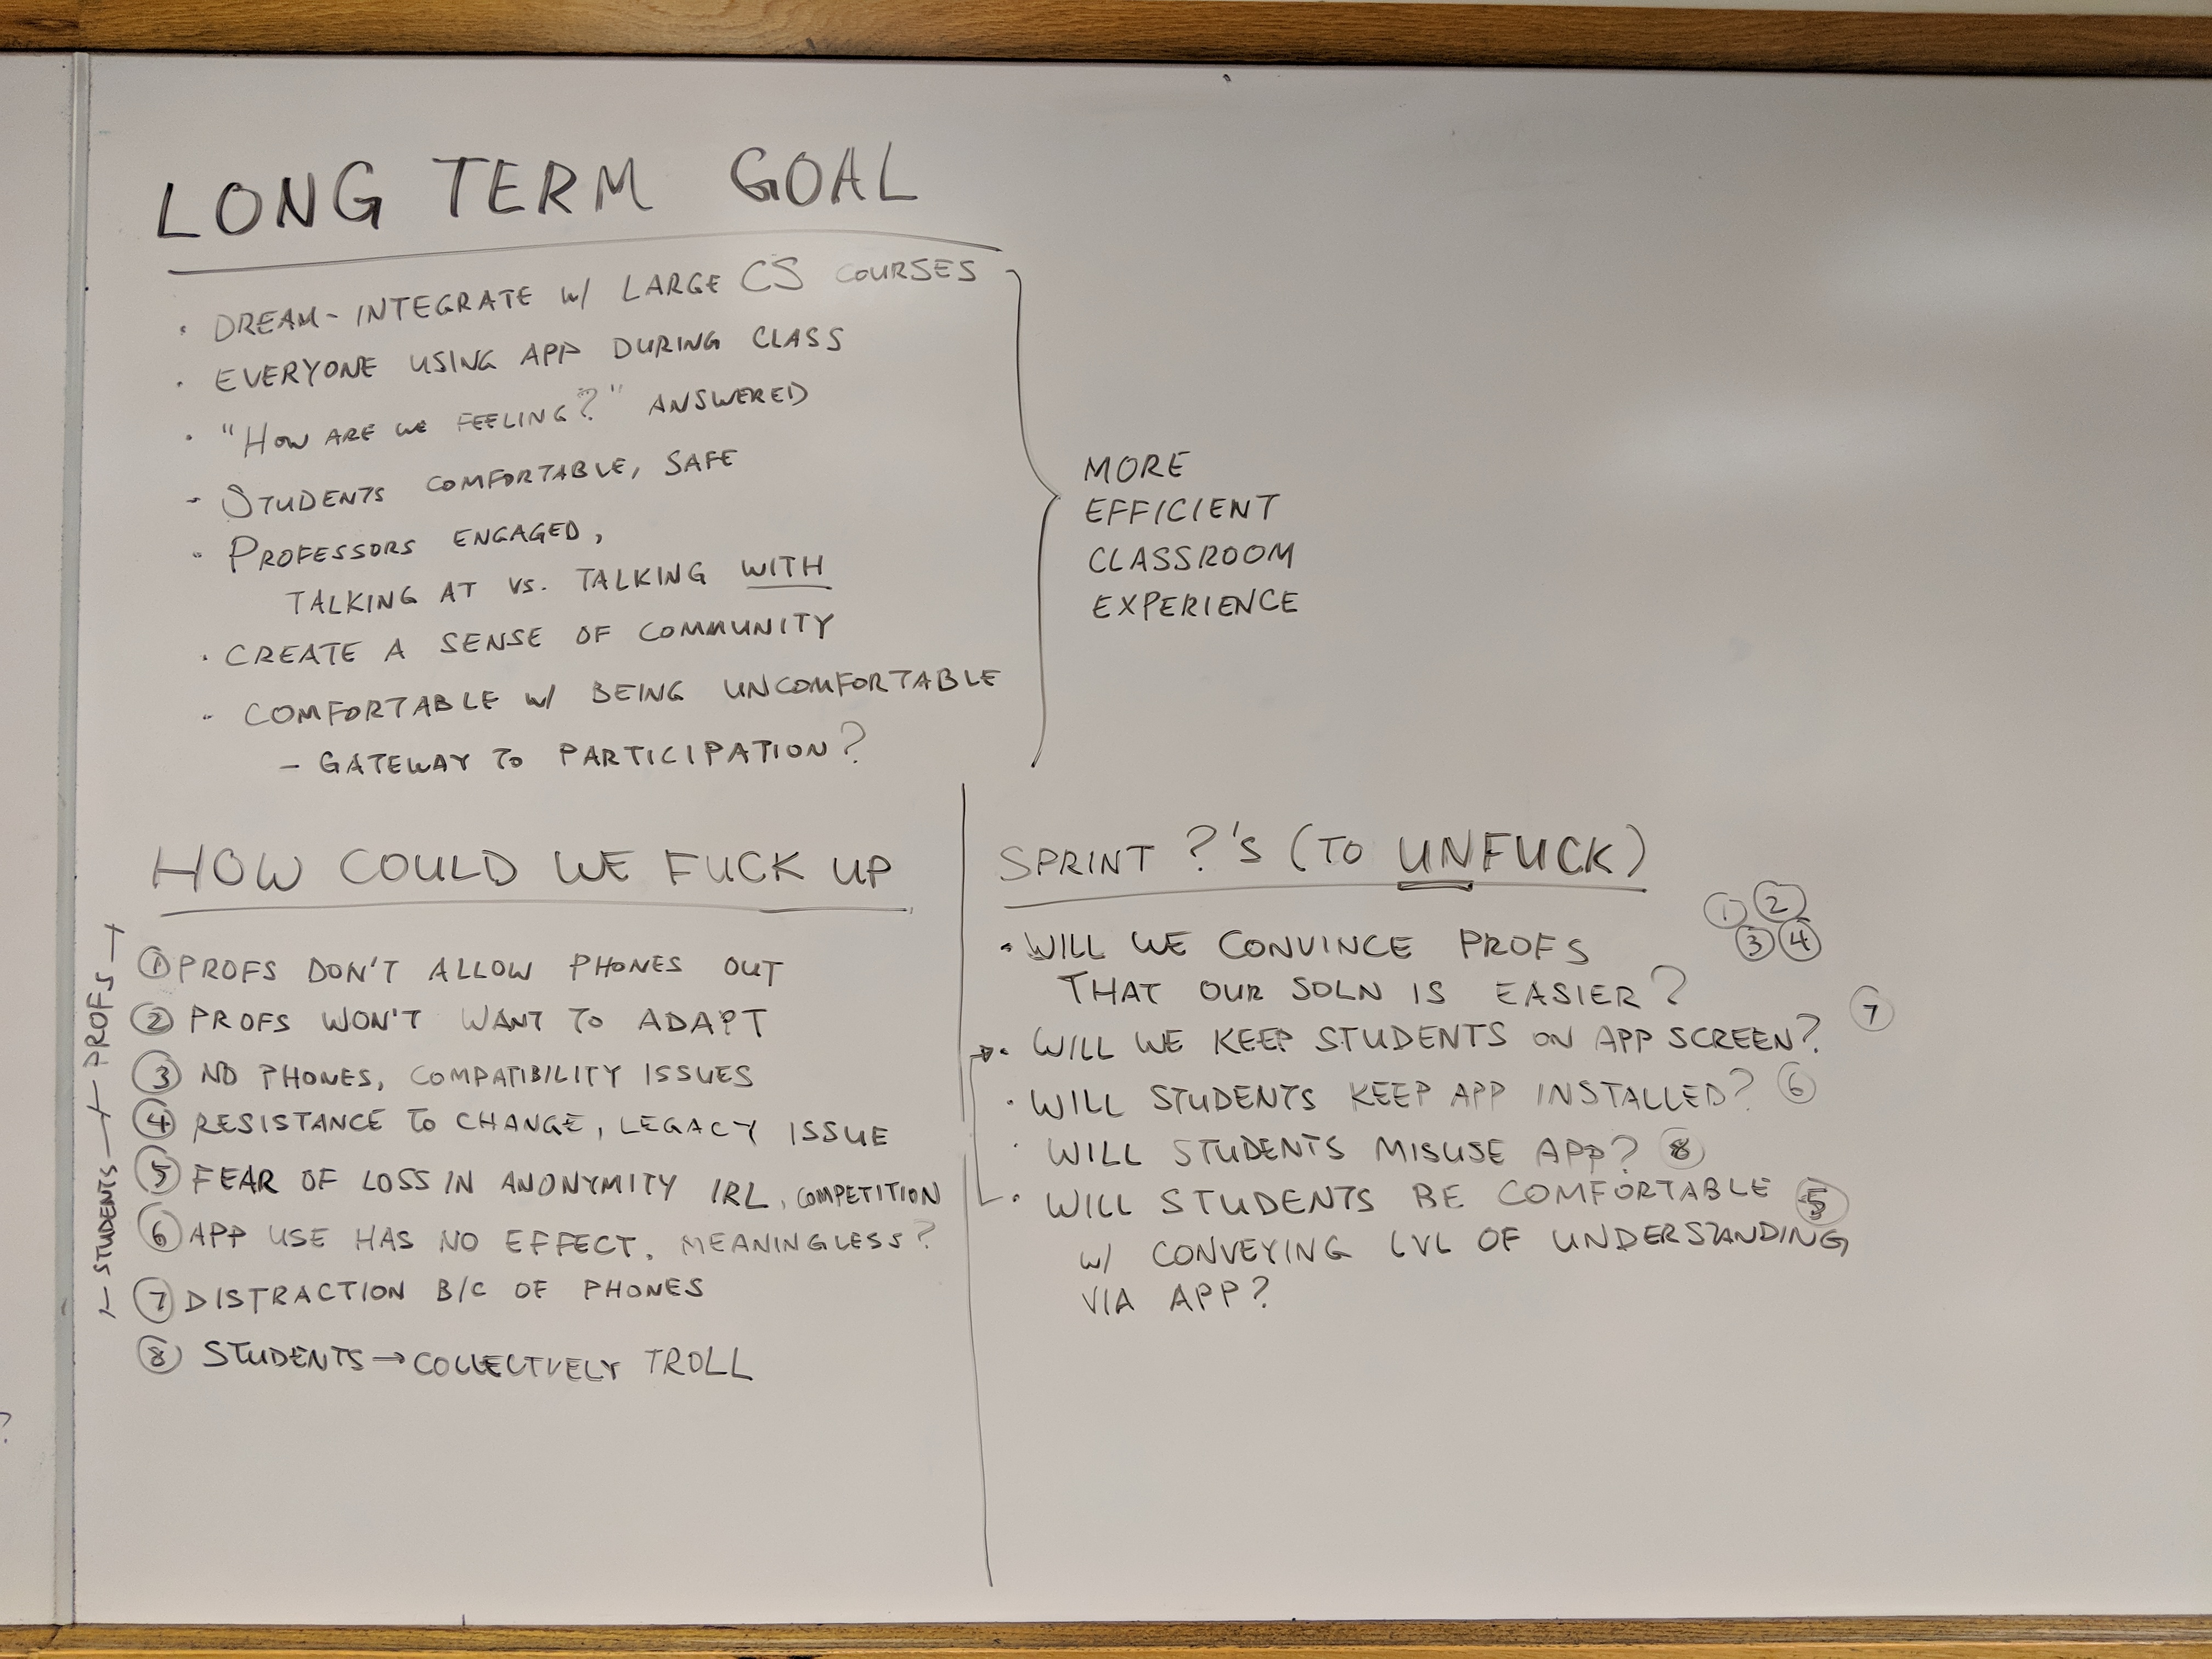 LONG TERM GOAL
· DREAM - INTEGRATE w/ LARGE CS COURSES
· EVERYONE USING APP DURING CLASS
· "HOW ARE WE FEELING?" ANSWERED
- STUDENTS COMFORTABLE, SAFE
· PROFESSORS ENGAGED,
TALKING AT VS. TALKING WITH
· CREATE A SENSE OF COMMUNITY
· COMFORTABLE w/ BEING UNCOMFORTABLE
- GATEWAY TO PARTICIPATION?
MORE
EFFICIENT
CLASSROOM
EXPERIENCE
HOW COULD WE FUCK UP
PROFS
STUDENTS
① PROFS DON'T ALLOW PHONES OUT
② PROFS WON'T WANT TO ADAPT
③ NO PHONES, COMPATIBILITY ISSUES
④ RESISTANCE TO CHANGE, LEGACY ISSUE
⑤ FEAR OF LOSS IN ANONYMITY IRL, COMPETITION
⑥ APP USE HAS NO EFFECT, MEANINGLESS?
⑦ DISTRACTION B/C OF PHONES
⑧ STUDENTS → COLLECTIVELY TROLL
SPRINT ?'S (TO UNFUCK)
· WILL WE CONVINCE PROFS ① ② ③ ④
THAT OUR SOLN IS EASIER?
· WILL WE KEEP STUDENTS ON APP SCREEN? ⑦
· WILL STUDENTS KEEP APP INSTALLED? ⑥
· WILL STUDENTS MISUSE APP? ⑧
· WILL STUDENTS BE COMFORTABLE ⑤
w/ CONVEYING LVL OF UNDERSTANDING
VIA APP?
?